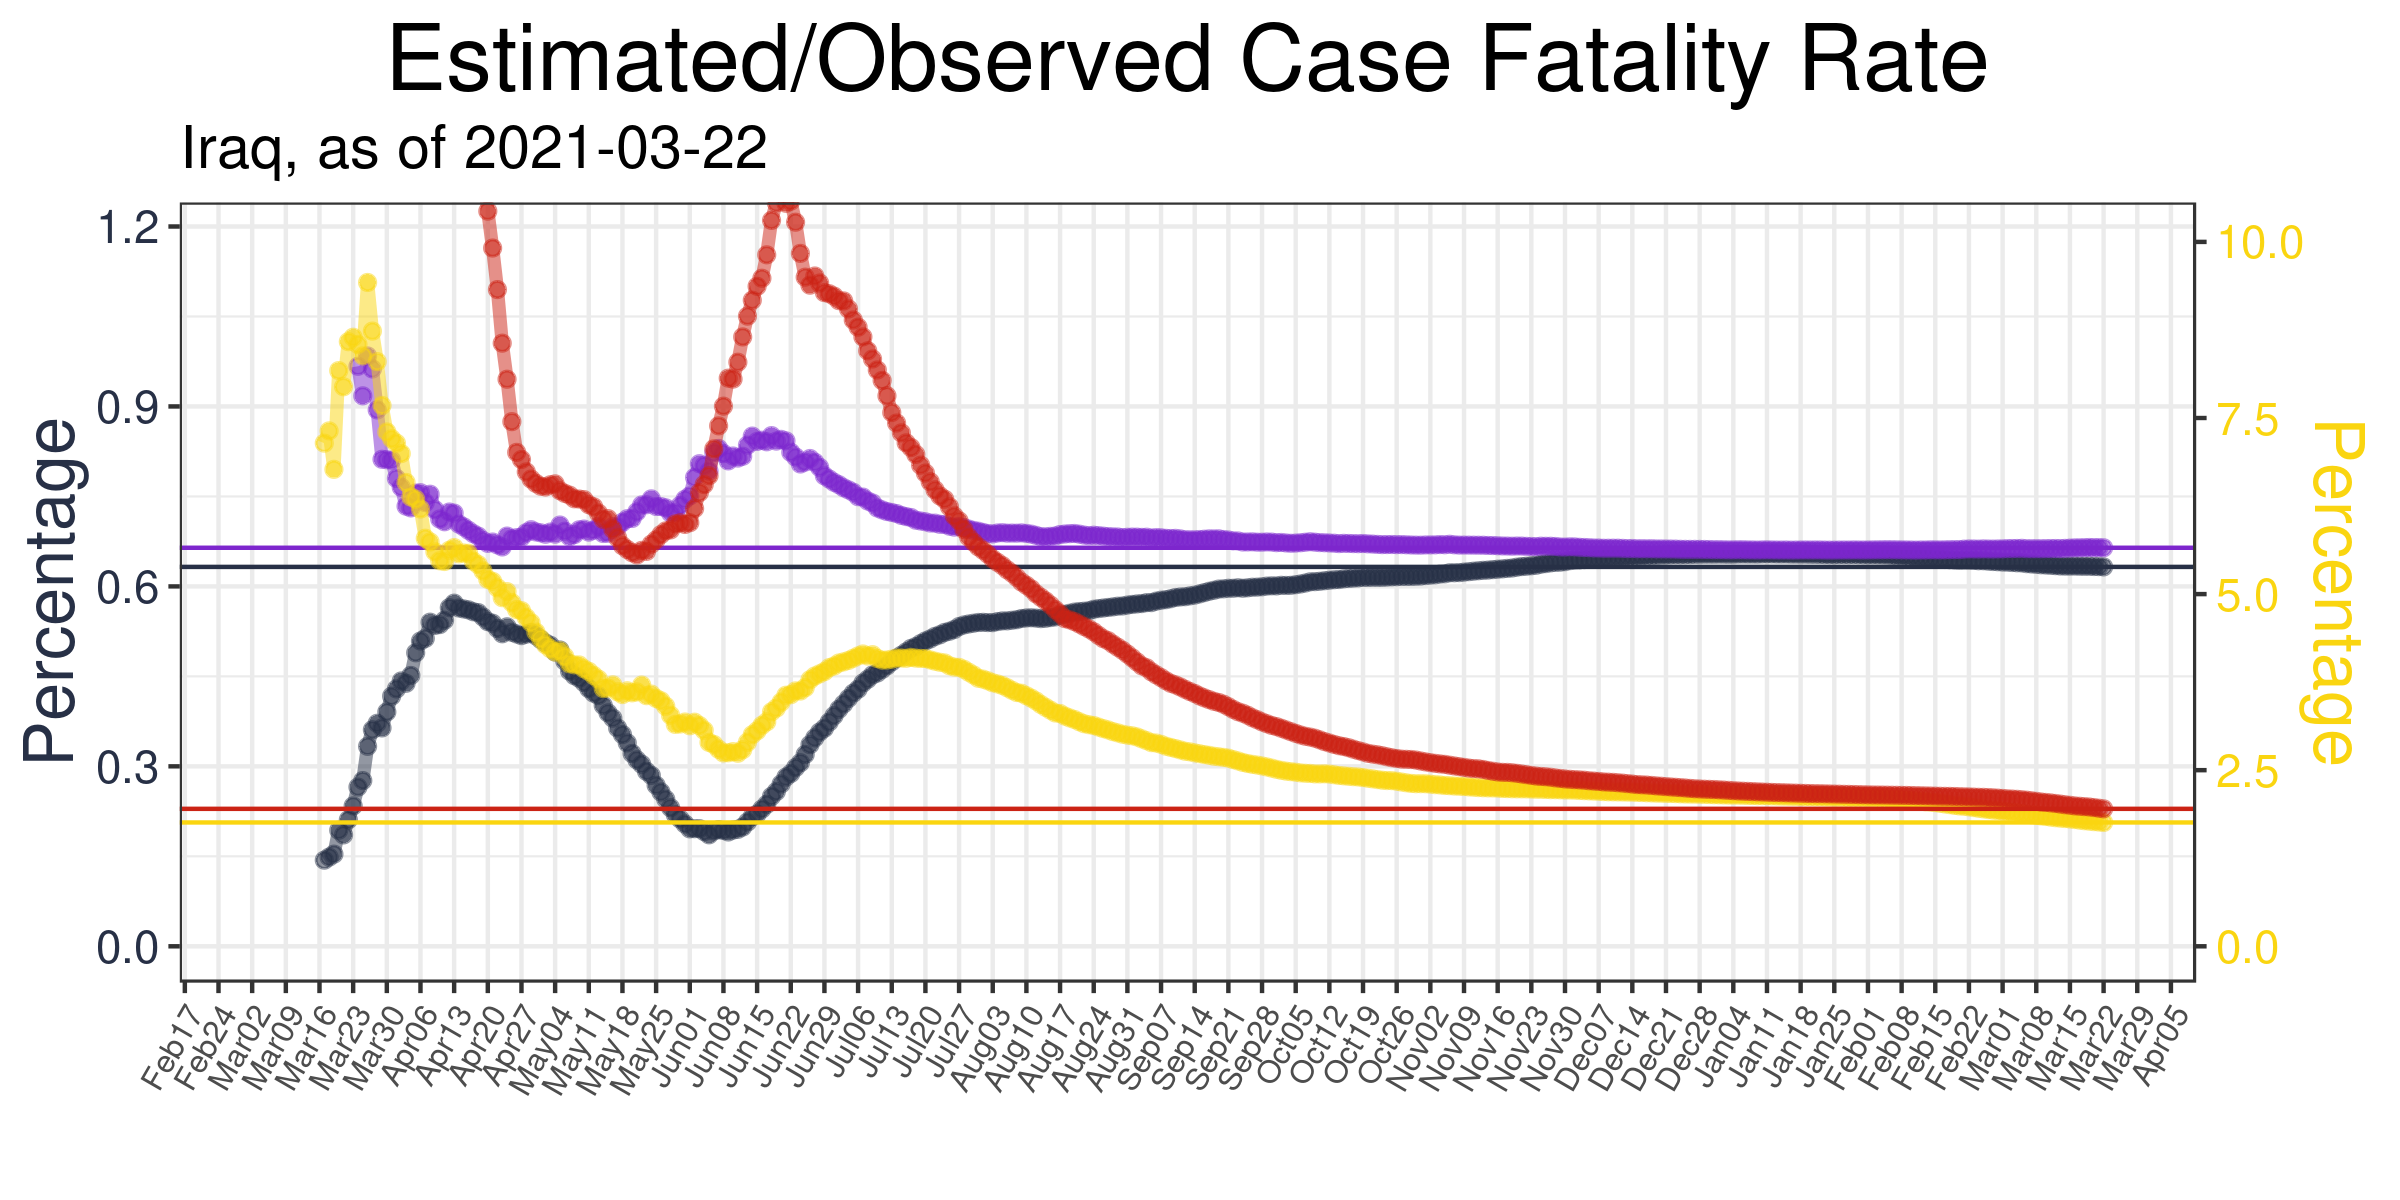 Estimated/Observed Case Fatality Rate
Iraq, as of 2021-03-22
Percentage
1.2
0.9
0.6
0.3
0.0
10.0
7.5
5.0
2.5
0.0
Percentage
Feb17
Feb24
Mar02
Mar09
Mar16
Mar23
Mar30
Apr06
Apr13
Apr20
Apr27
May04
May11
May18
May25
Jun01
Jun08
Jun15
Jun22
Jun29
Jul06
Jul13
Jul20
Jul27
Aug03
Aug10
Aug17
Aug24
Aug31
Sep07
Sep14
Sep21
Sep28
Oct05
Oct12
Oct19
Oct26
Nov02
Nov09
Nov16
Nov23
Nov30
Dec07
Dec14
Dec21
Dec28
Jan04
Jan11
Jan18
Jan25
Feb01
Feb08
Feb15
Feb22
Mar01
Mar08
Mar15
Mar22
Mar29
Apr05